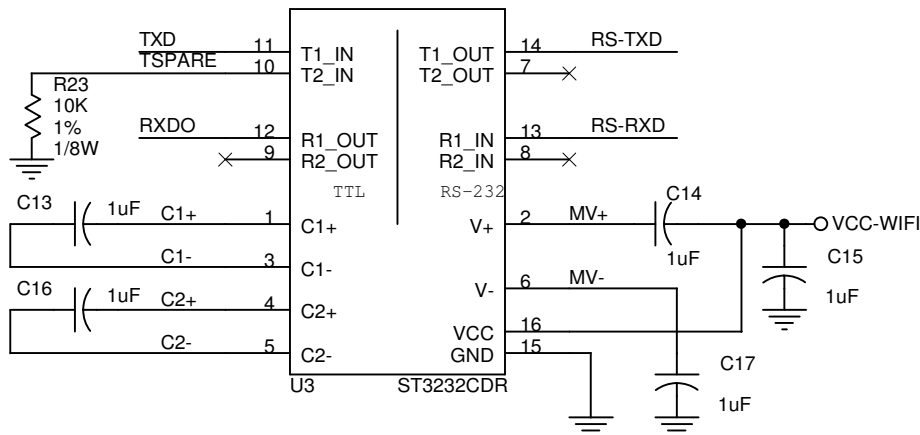 TXD 11 T1_IN T1_OUT 14 RS-TXD
TSPARE 10 T2_IN T2_OUT 7
R23
10K
1%
1/8W
RXDO 12 R1_OUT R1_IN 13 RS-RXD
9 R2_OUT R2_IN 8
TTL RS-232
C13 1uF C1+ 1 C1+ V+ 2 MV+ C14 1uF VCC-WIFI
C1- 3 C1-
C15
1uF
C16 1uF C2+ 4 C2+ V- 6 MV-
VCC 16
C2- 5 C2- GND 15
C17
1uF
U3 ST3232CDR